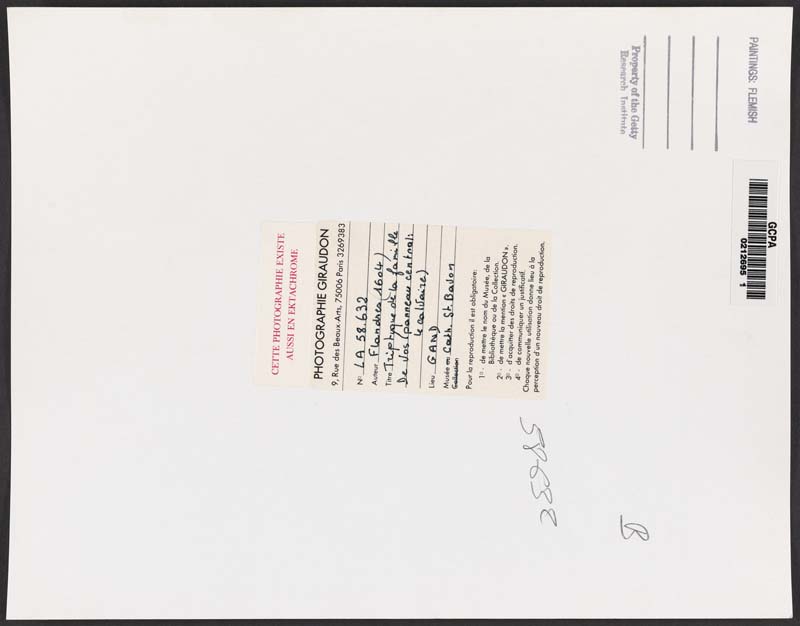 PAINTINGS: FLEMISH
Property of the Getty
Research Institute
GCPA
0212695 1
CETTE PHOTOGRAPHIE EXISTE
AUSSI EN EKTACHROME
PHOTOGRAPHIE GIRAUDON
9, Rue des Beaux-Arts, 75006 Paris 3269383
No LA 58.632
Auteur Flandres, 1604)
Titre Triptyque de la famille
De Vos (panneau central:
le calvaire)
Lieu GAND
Musée ou Cath. St Bavon
Collection
Pour la reproduction il est obligatoire:
1o - de mettre le nom du Musée, de la
Bibliothèque ou de la Collection.
2o - de mettre la mention « GIRAUDON ».
3o - d'acquitter des droits de reproduction.
4o - de communiquer un justificatif.
Chaque nouvelle utilisation donne lieu à la
perception d'un nouveau droit de reproduction.